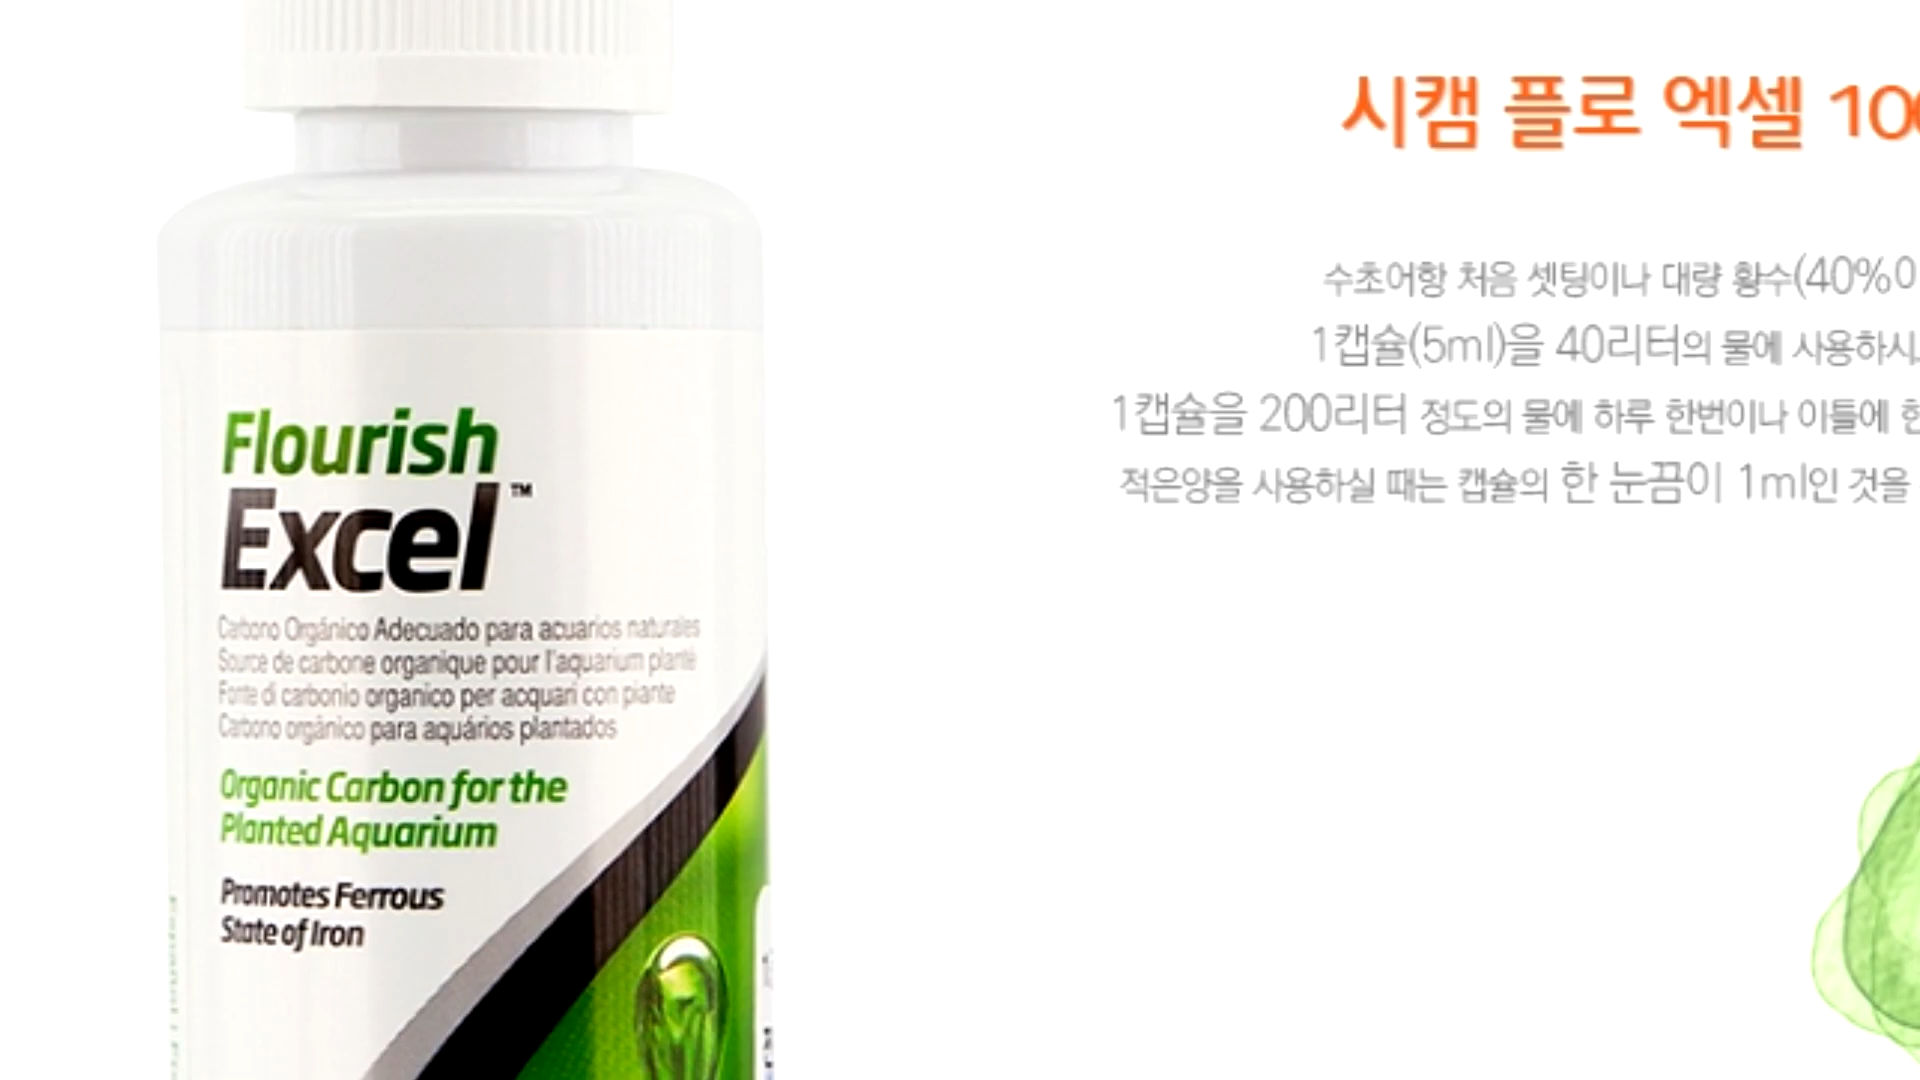 Flourish
Excel™
Carbono Orgánico Adecuado para acuarios naturales
Source de carbone organique pour l'aquarium planté
Fonte di carbonio organico per acquari con piante
Carbono orgânico para aquários plantados
Organic Carbon for the
Planted Aquarium
Promotes Ferrous
State of Iron
시캠 플로 엑셀 10
수초어항 처음 셋팅이나 대량 황수(40%0
1캡슐(5ml)을 40리터의 물에 사용하시
1캡슐을 200리터 정도의 물에 하루 한번이나 이틀에 한
적은양을 사용하실 때는 캡슐의 한 눈끔이 1ml인 것을